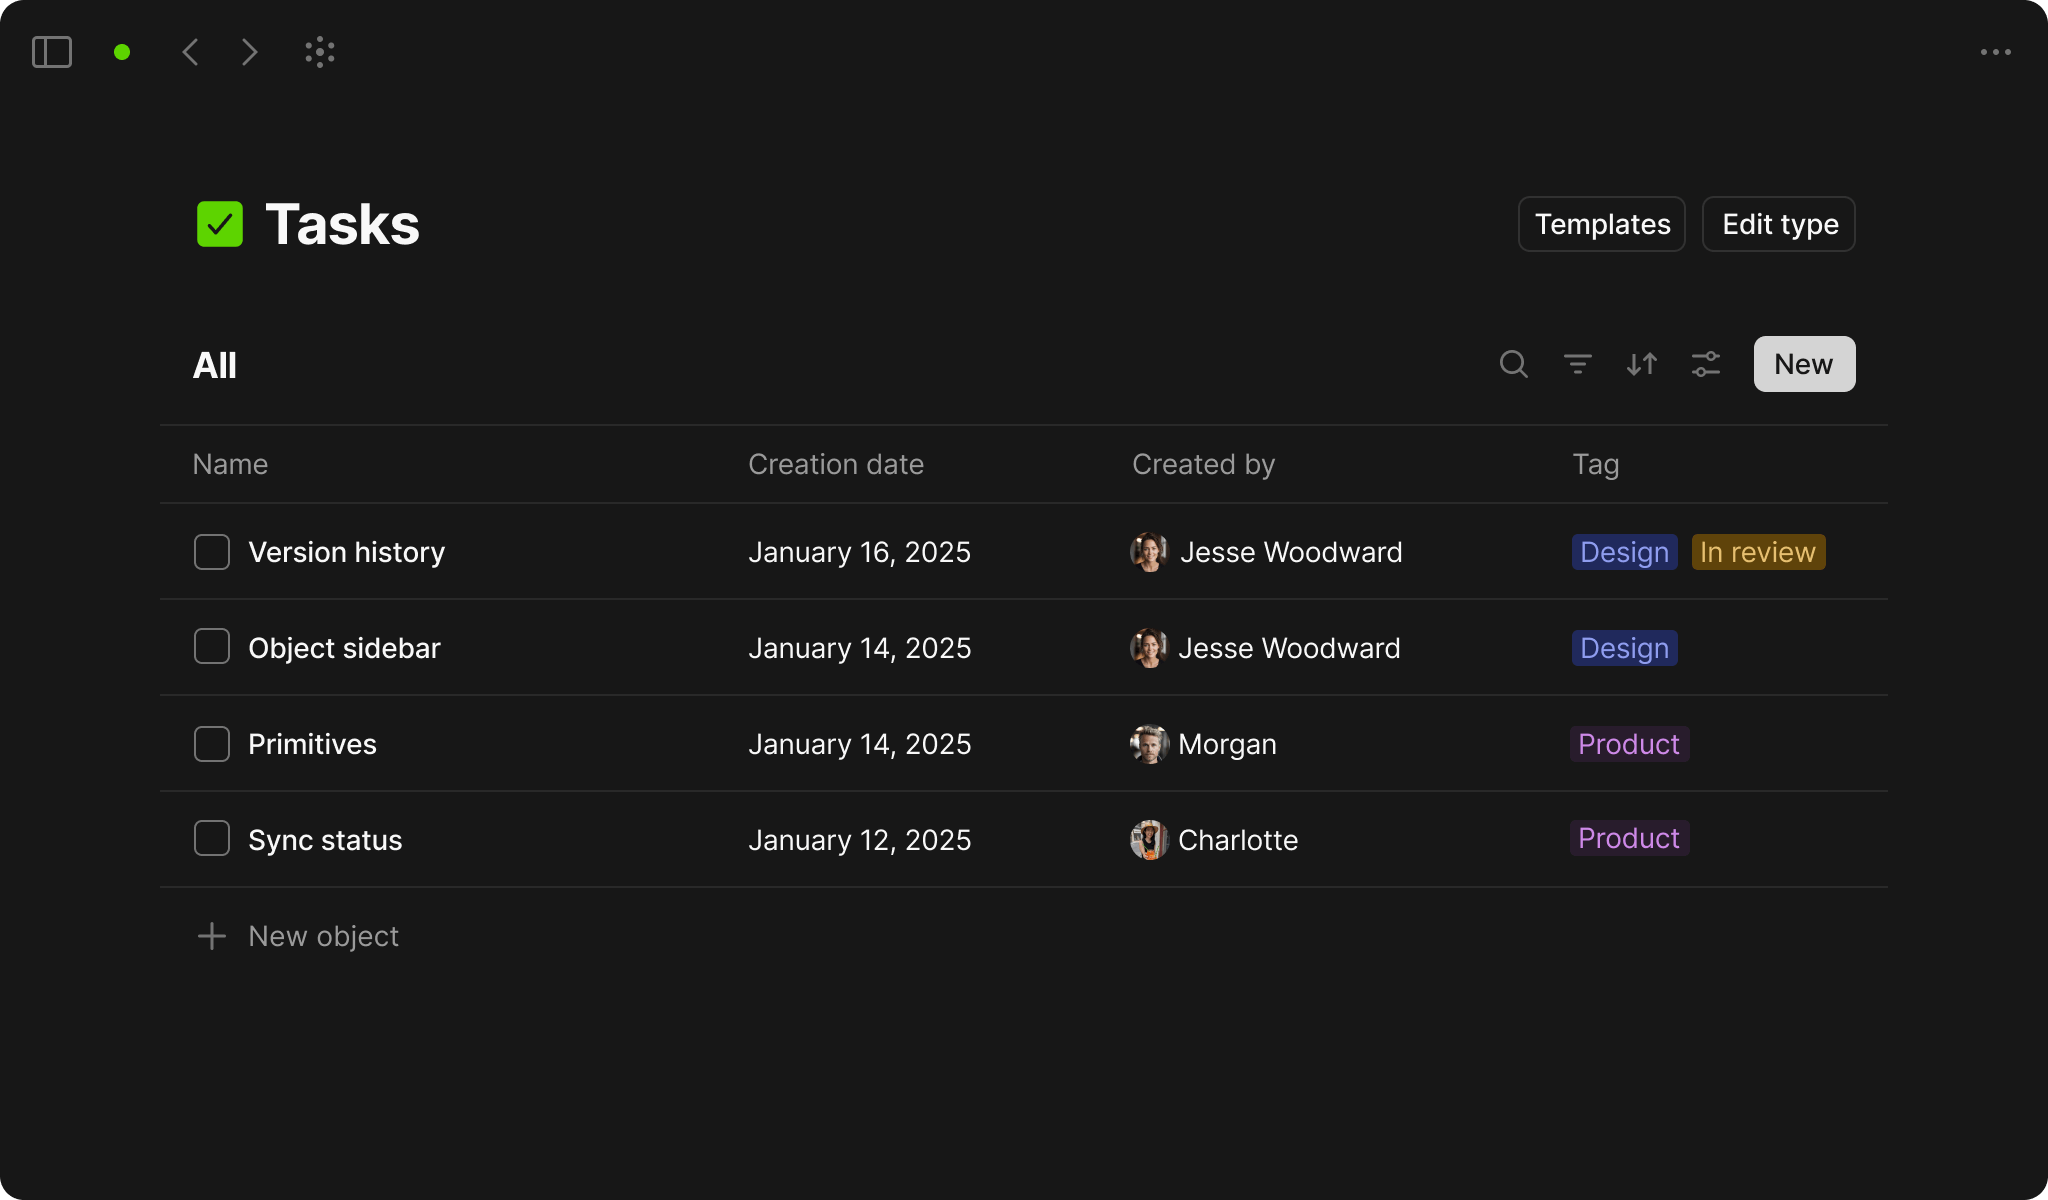 Tasks
Templates
Edit type
All
New
Name Creation date Created by Tag
Version history January 16, 2025 Jesse Woodward Design In review
Object sidebar January 14, 2025 Jesse Woodward Design
Primitives January 14, 2025 Morgan Product
Sync status January 12, 2025 Charlotte Product
New object